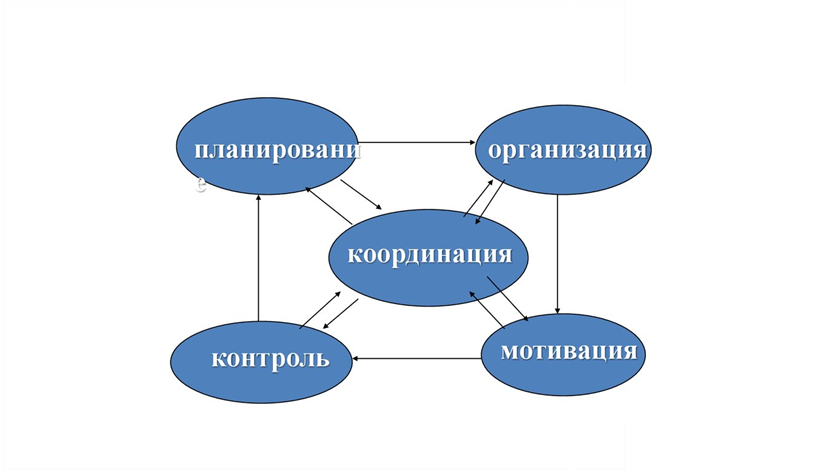 планировани
е
организация
координация
контроль
мотивация